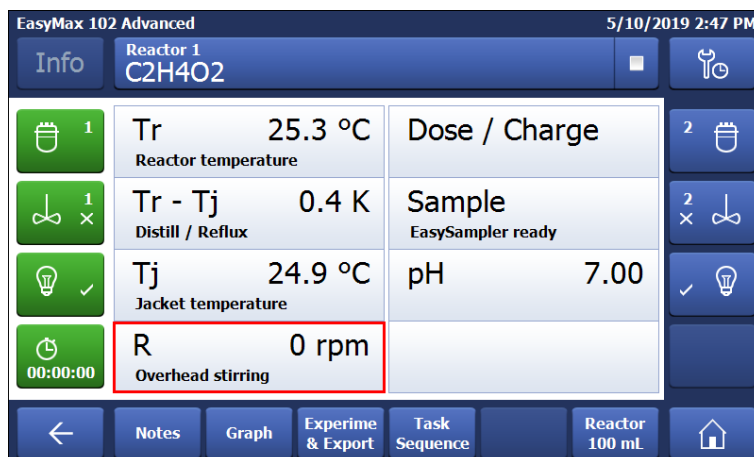 EasyMax 102 Advanced 5/10/2019 2:47 PM
Info
Reactor 1
C2H4O2
1
Tr 25.3 °C
Reactor temperature
Dose / Charge
2
1
Tr - Tj 0.4 K
Distill / Reflux
Sample
EasySampler ready
2
Tj 24.9 °C
Jacket temperature
pH 7.00
00:00:00
R 0 rpm
Overhead stirring
Notes
Graph
Experime
& Export
Task
Sequence
Reactor
100 mL